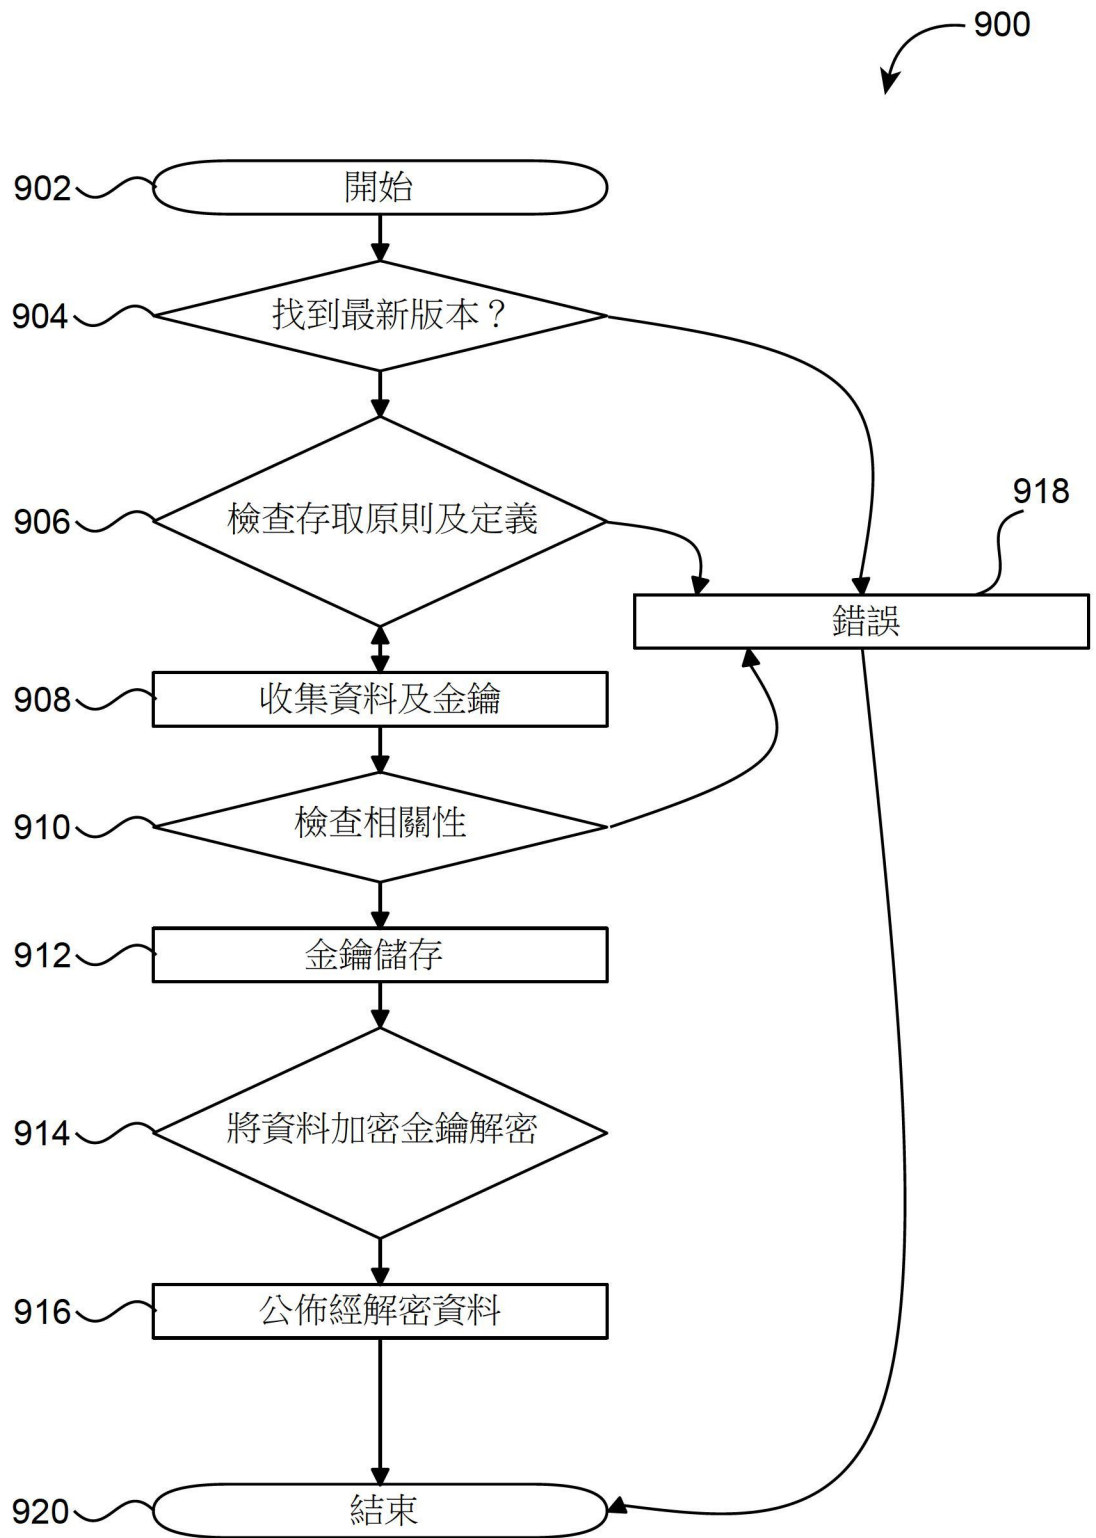 900
902
開始
904
找到最新版本？
906
檢查存取原則及定義
918
錯誤
908
收集資料及金鑰
910
檢查相關性
912
金鑰儲存
914
將資料加密金鑰解密
916
公佈經解密資料
920
結束